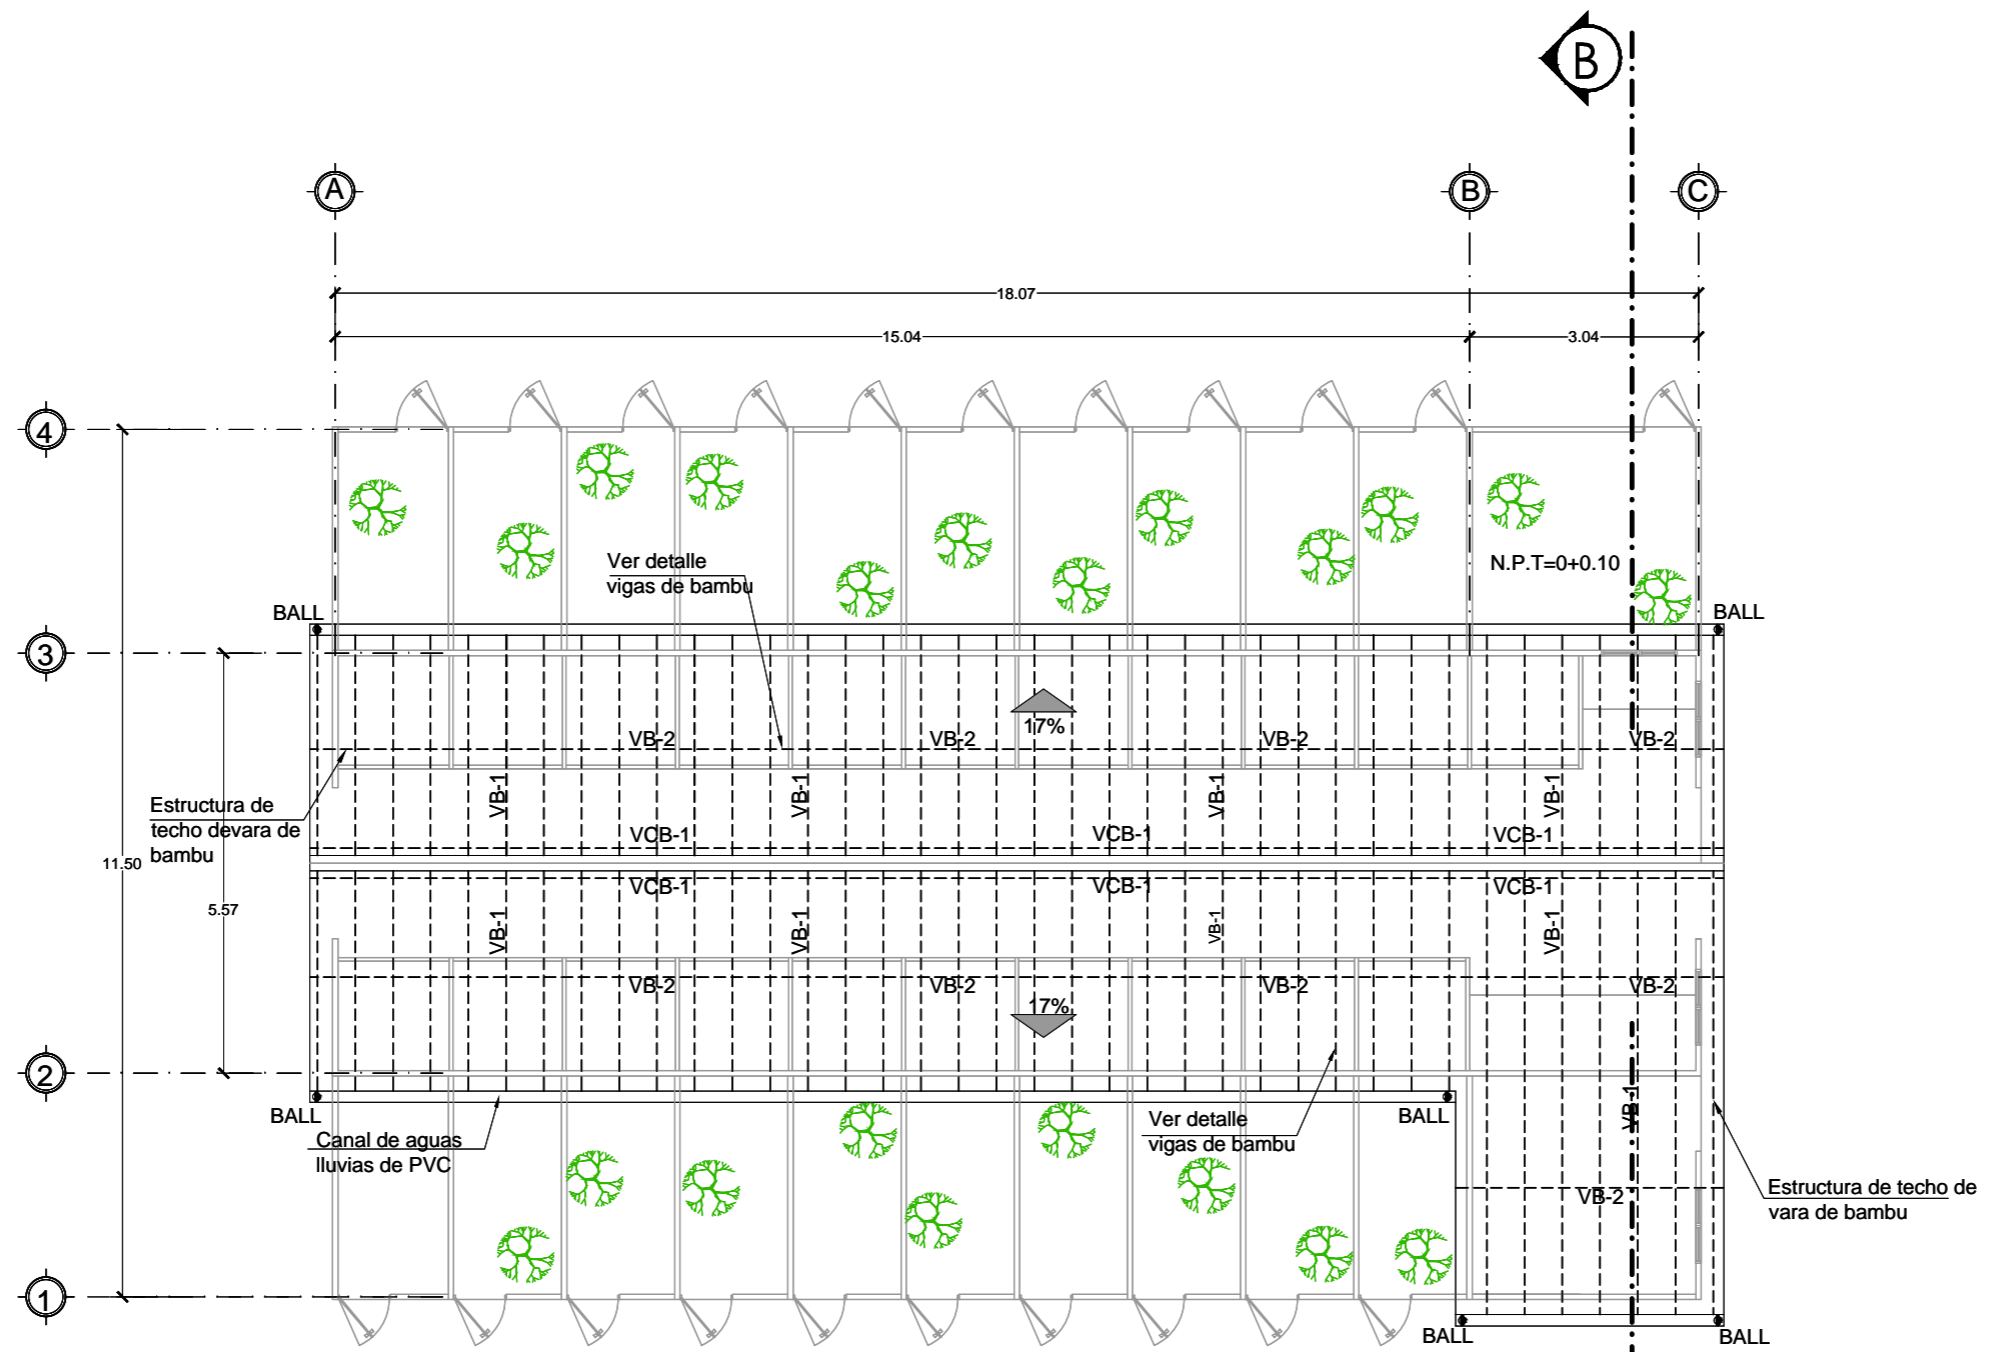 B
A
B
C
18.07
15.04
3.04
4
Ver detalle
vigas de bambu
N.P.T=0+0.10
BALL
BALL
3
17%
VB-2
VB-2
VB-2
VB-2
VB-1
VB-1
VB-1
VB-1
Estructura de
techo devara de
bambu
VCB-1
VCB-1
VCB-1
11.50
VCB-1
VCB-1
VCB-1
5.57
VB-1
VB-1
VB-1
VB-1
VB-2
VB-2
VB-2
VB-2
17%
2
BALL
BALL
Canal de aguas
lluvias de PVC
Ver detalle
vigas de bambu
VB-1
VB-2
Estructura de techo de
vara de bambu
1
BALL
BALL